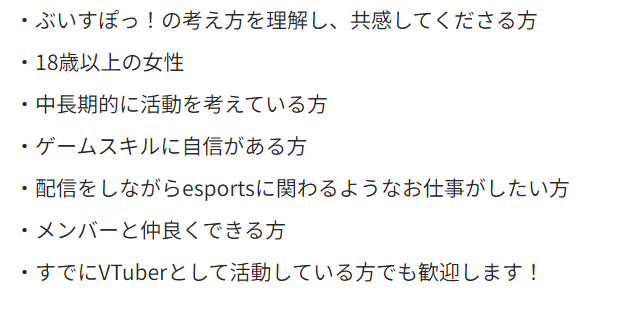 ・ぶいすぽっ！の考え方を理解し、共感してくださる方
・18歳以上の女性
・中長期的に活動を考えている方
・ゲームスキルに自信がある方
・配信をしながらesportsに関わるようなお仕事がしたい方
・メンバーと仲良くできる方
・すでにVTuberとして活動している方でも歓迎します！